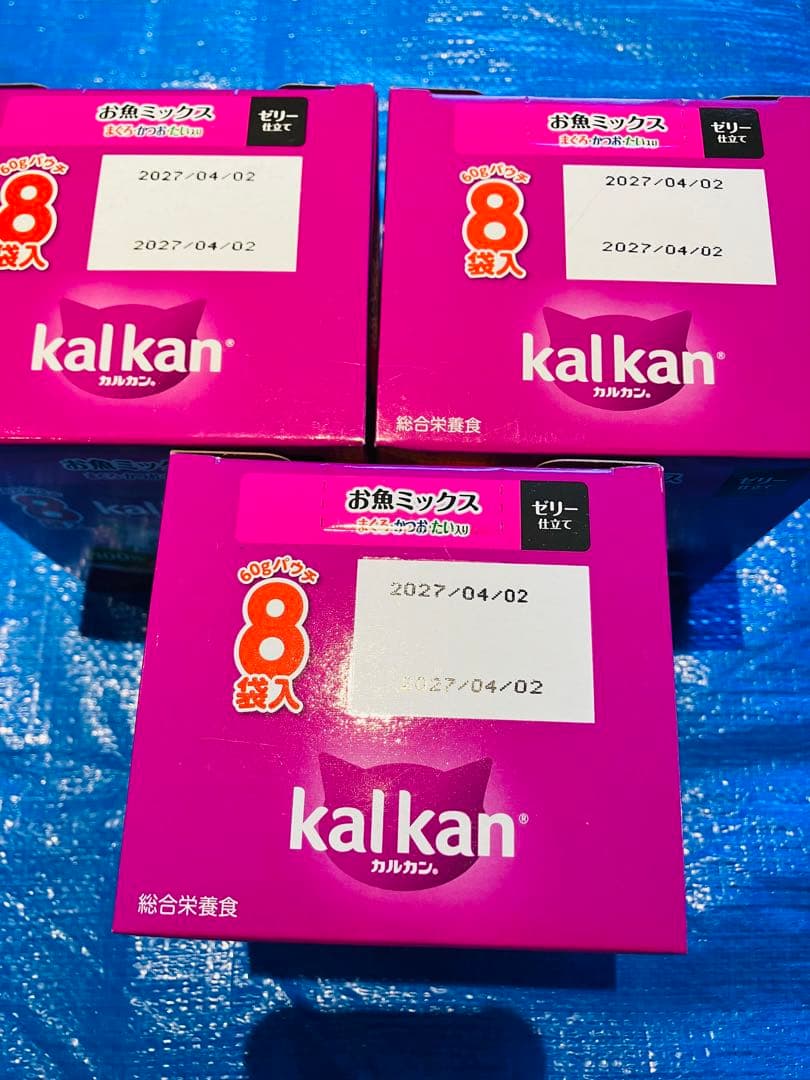 お魚ミックス
まぐろ・かつお・たい入り
ゼリー
仕立て
60gパウチ
8
袋入
2027/04/02
2027/04/02
kal kan®
カルカン®
お魚ミックス
まぐろ・かつお・たい入り
ゼリー
仕立て
60gパウチ
8
袋入
2027/04/02
2027/04/02
kal kan®
カルカン®
総合栄養食
お魚ミックス
まぐろ・かつお・たい入り
ゼリー
仕立て
60gパウチ
8
袋入
2027/04/02
2027/04/02
kal kan®
カルカン®
総合栄養食